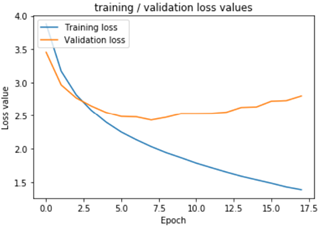 training / validation loss values
Training loss
Validation loss
Loss value
4.0
3.5
3.0
2.5
2.0
1.5
0.0
2.5
5.0
7.5
10.0
12.5
15.0
17.5
Epoch